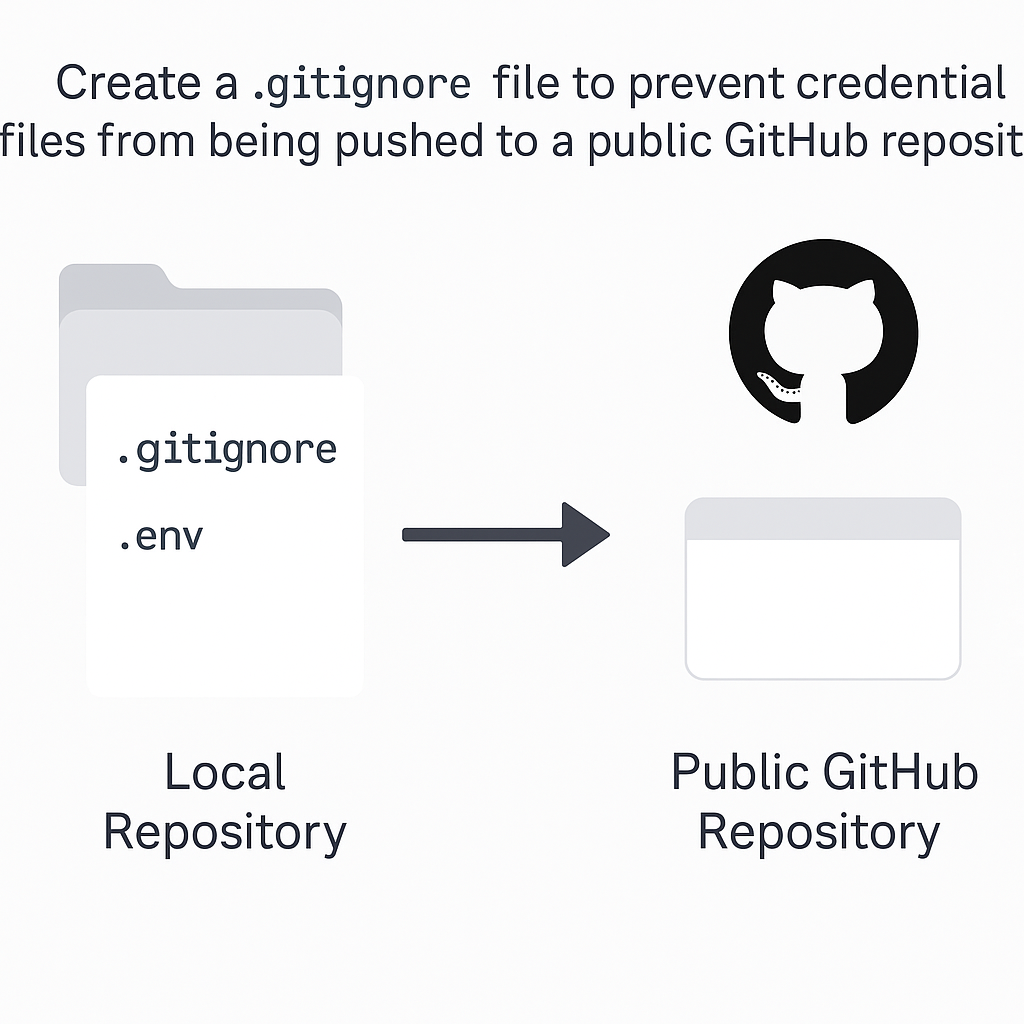 Create a .gitignore file to prevent credential
files from being pushed to a public GitHub reposit
.gitignore
.env
Local
Repository
Public GitHub
Repository